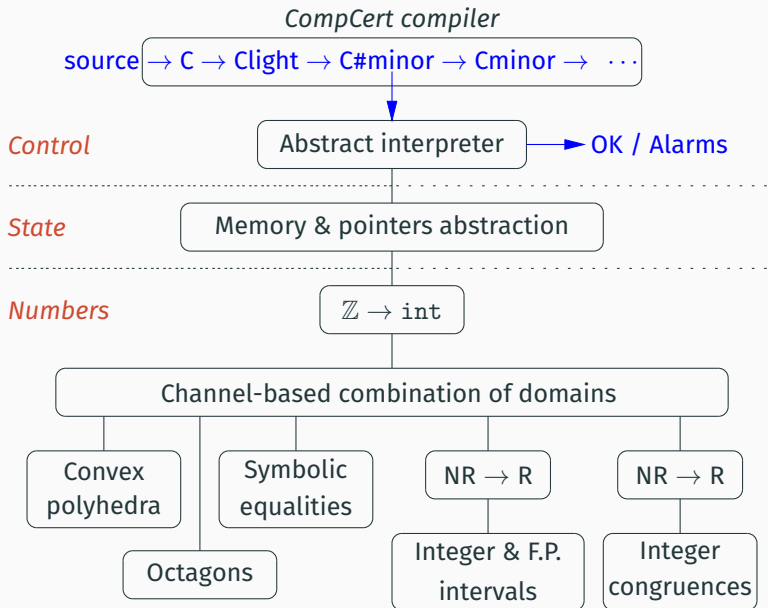 CompCert compiler
source → C → Clight → C#minor → Cminor → ⋯
Control
Abstract interpreter
OK / Alarms
State
Memory & pointers abstraction
Numbers
ℤ → int
Channel-based combination of domains
Convex
polyhedra
Symbolic
equalities
NR → R
NR → R
Octagons
Integer & F.P.
intervals
Integer
congruences